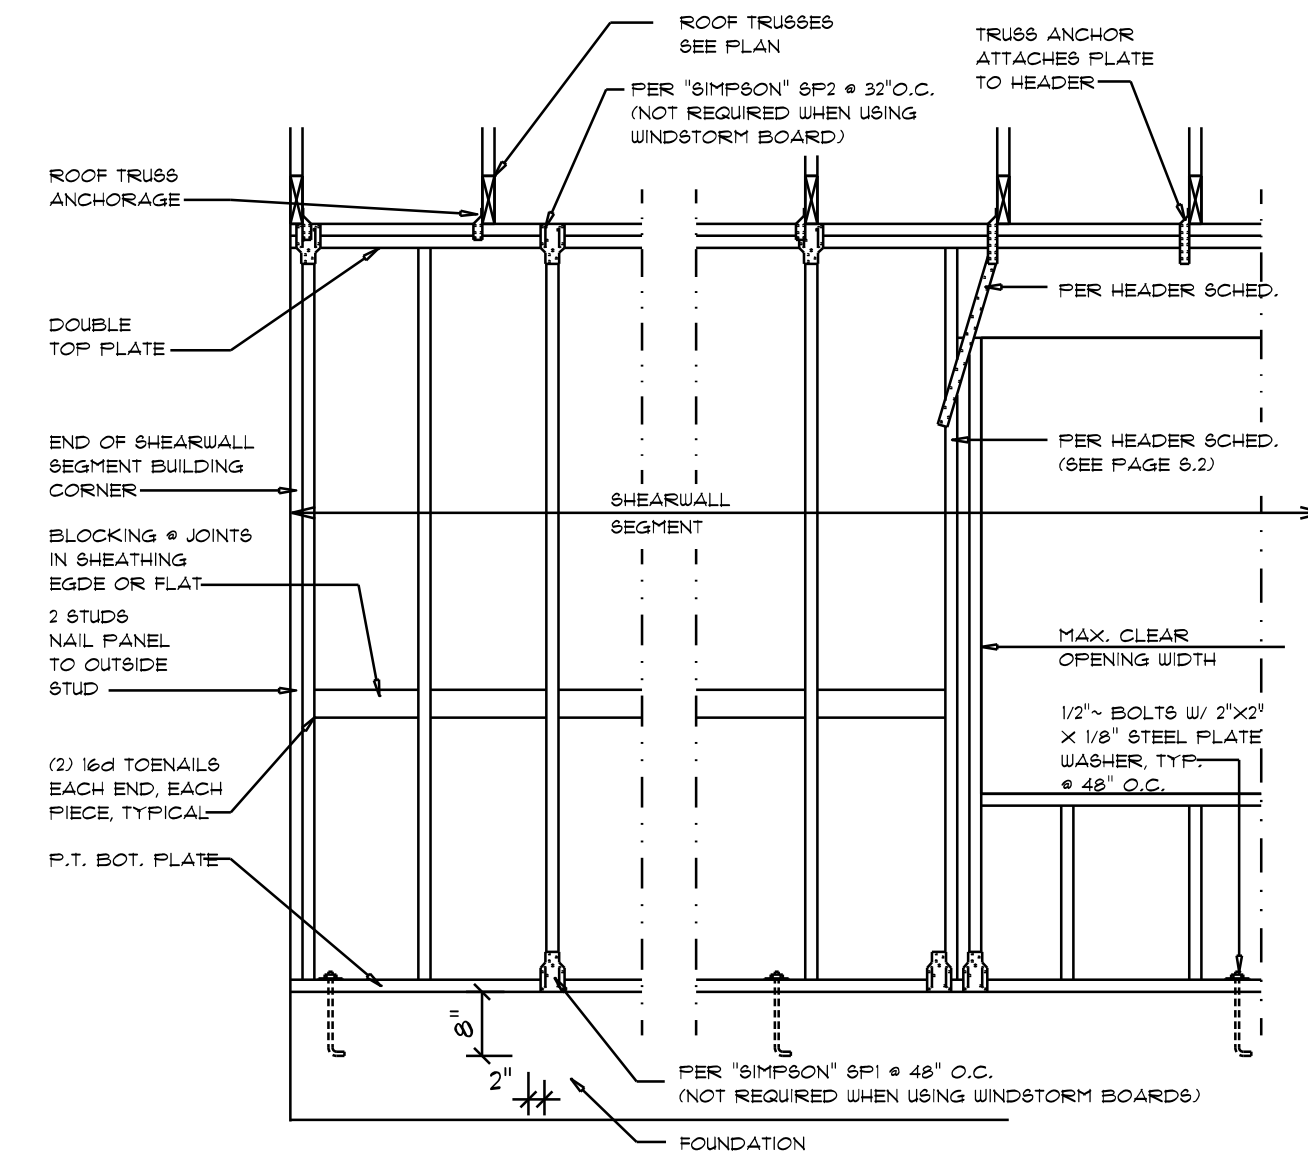 ROOF TRUSSES
SEE PLAN
TRUSS ANCHOR
ATTACHES PLATE
TO HEADER
PER "SIMPSON" SP2 @ 32"O.C.
(NOT REQUIRED WHEN USING
WINDSTORM BOARD)
ROOF TRUSS
ANCHORAGE
PER HEADER SCHED.
DOUBLE
TOP PLATE
END OF SHEARWALL
SEGMENT BUILDING
CORNER
PER HEADER SCHED.
(SEE PAGE S.2)
SHEARWALL
SEGMENT
BLOCKING @ JOINTS
IN SHEATHING
EGDE OR FLAT
2 STUDS
NAIL PANEL
TO OUTSIDE
STUD
MAX. CLEAR
OPENING WIDTH
1/2"~ BOLTS W/ 2"X2"
X 1/8" STEEL PLATE
WASHER, TYP.
@ 48" O.C.
(2) 16d TOENAILS
EACH END, EACH
PIECE, TYPICAL
P.T. BOT. PLATE
8"
2"
PER "SIMPSON" SP1 @ 48" O.C.
(NOT REQUIRED WHEN USING WINDSTORM BOARDS)
FOUNDATION